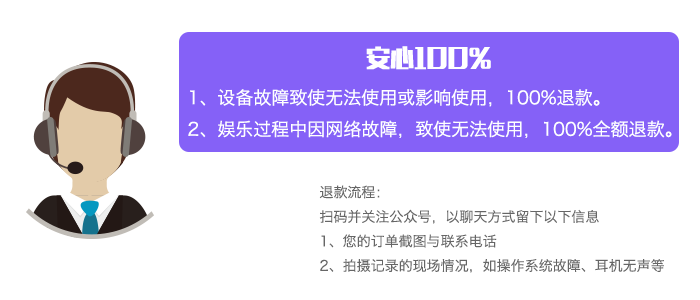 安心100%
1、设备故障致使无法使用或影响使用，100%退款。
2、娱乐过程中因网络故障，致使无法使用，100%全额退款。
退款流程：
扫码并关注公众号，以聊天方式留下以下信息
1、您的订单截图与联系电话
2、拍摄记录的现场情况，如操作系统故障、耳机无声等